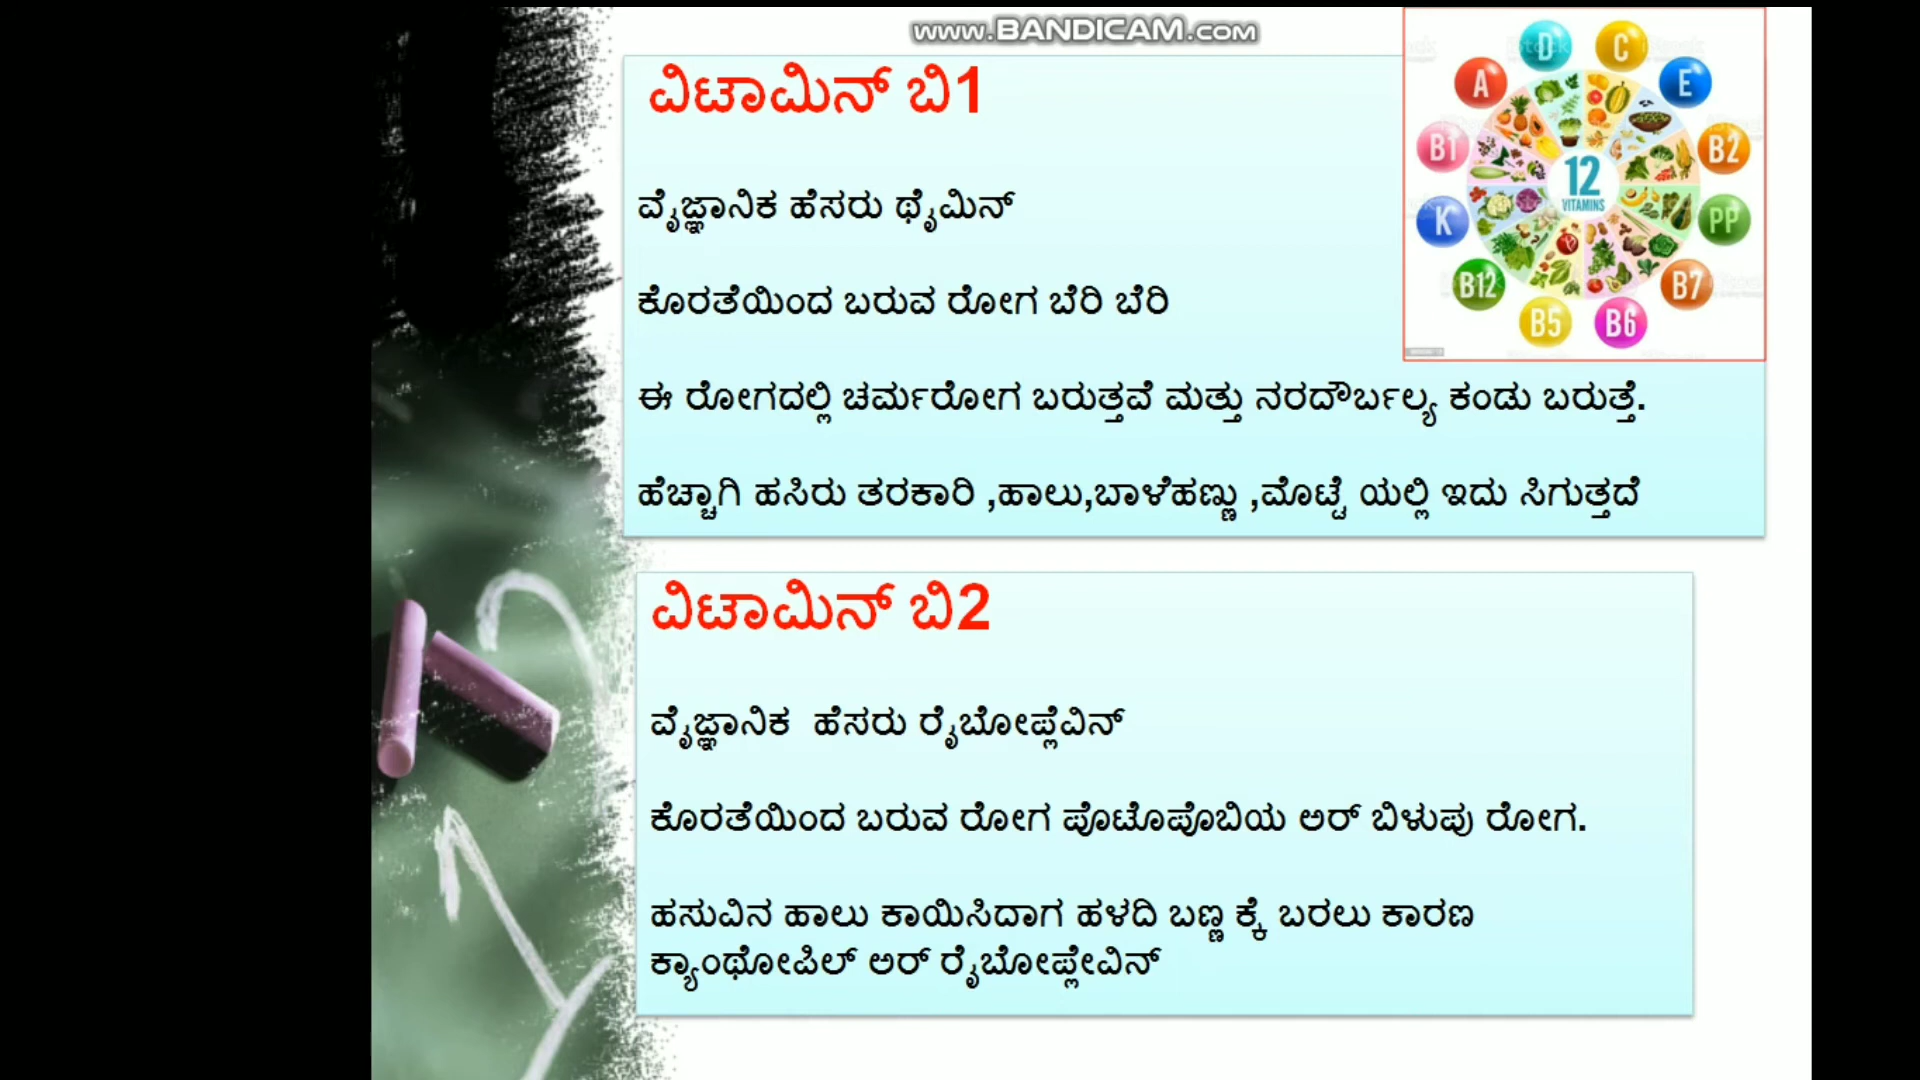 www.BANDICAM.com
ವಿಟಾಮಿನ್ ಬಿ1
ವೈಜ್ಞಾನಿಕ ಹೆಸರು ಥೈಮಿನ್
ಕೊರತೆಯಿಂದ ಬರುವ ರೋಗ ಬೆರಿ ಬೆರಿ
ಈ ರೋಗದಲ್ಲಿ ಚರ್ಮರೋಗ ಬರುತ್ತವೆ ಮತ್ತು ನರದೌರ್ಬಲ್ಯ ಕಂಡು ಬರುತ್ತೆ.
ಹೆಚ್ಚಾಗಿ ಹಸಿರು ತರಕಾರಿ ,ಹಾಲು,ಬಾಳೆಹಣ್ಣು ,ಮೊಟ್ಟೆ ಯಲ್ಲಿ ಇದು ಸಿಗುತ್ತದೆ
D
C
A
E
B1
B2
12
VITAMINS
K
PP
B12
B7
B5
B6
ವಿಟಾಮಿನ್ ಬಿ2
ವೈಜ್ಞಾನಿಕ ಹೆಸರು ರೈಬೋಪ್ಲೆವಿನ್
ಕೊರತೆಯಿಂದ ಬರುವ ರೋಗ ಪೊಟೊಪೊಬಿಯ ಅರ್ ಬಿಳುಪು ರೋಗ.
ಹಸುವಿನ ಹಾಲು ಕಾಯಿಸಿದಾಗ ಹಳದಿ ಬಣ್ಣ ಕ್ಕೆ ಬರಲು ಕಾರಣ
ಕ್ಯಾಂಥೋಪಿಲ್ ಅರ್ ರೈಬೋಪ್ಲೇವಿನ್